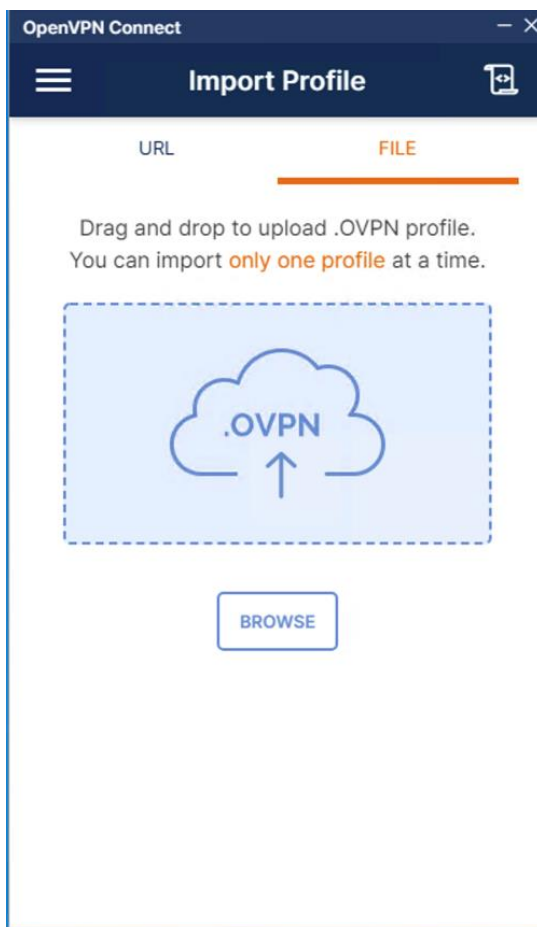 OpenVPN Connect
Import Profile
URL
FILE
Drag and drop to upload .OVPN profile.
You can import only one profile at a time.
.OVPN
BROWSE